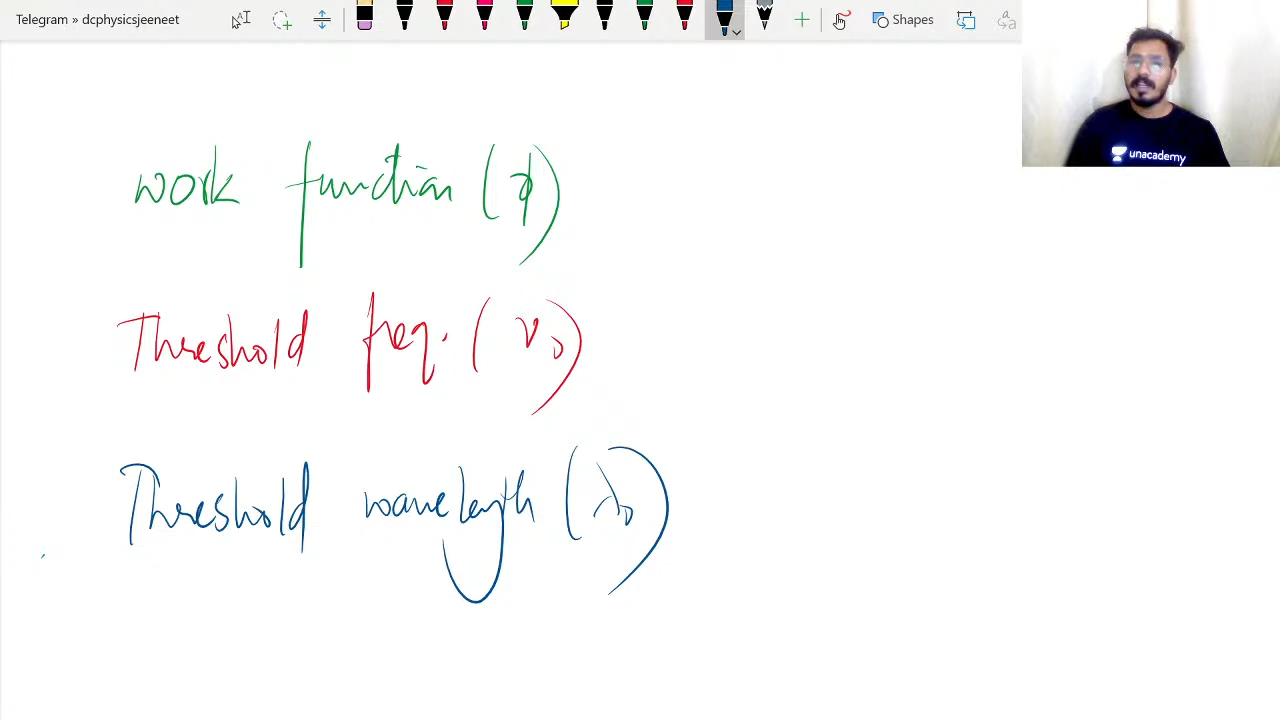 Telegram » dcphysicsjeeneet
Shapes
unacademy
work function (ϕ)
Threshold freq. (ν₀)
Threshold wavelength (λ₀)